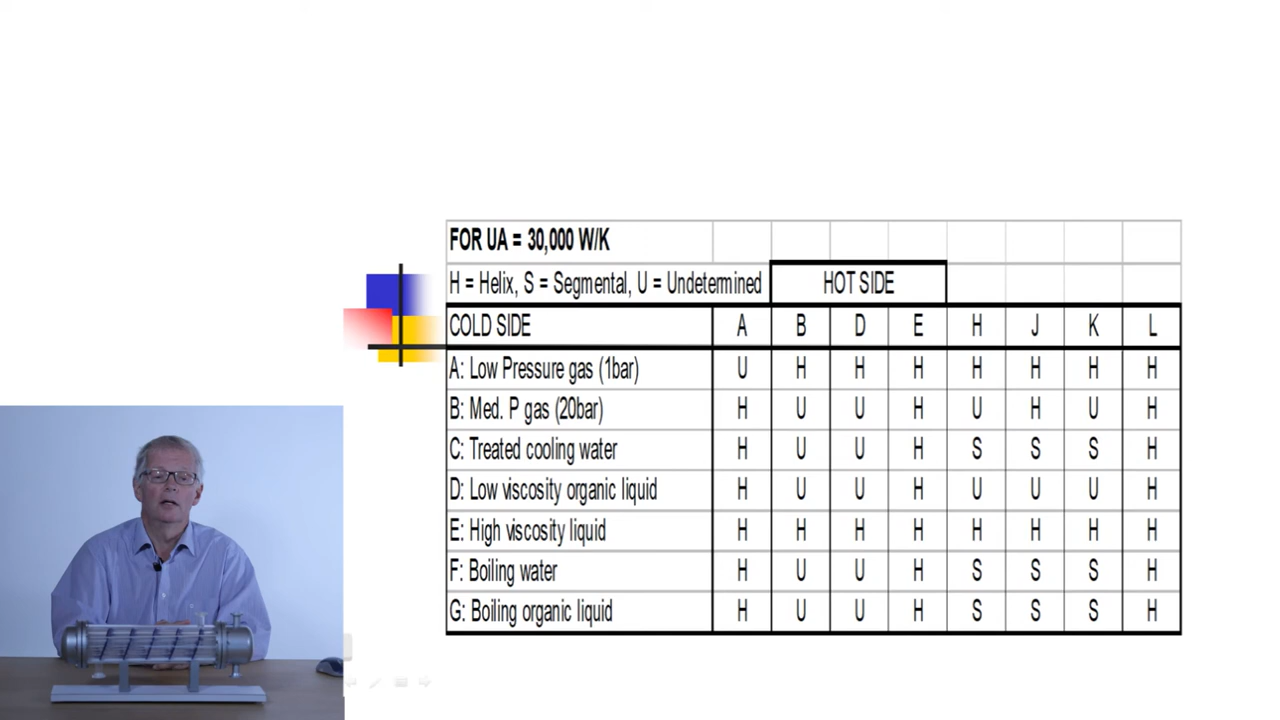 FOR UA = 30,000 W/K
H = Helix, S = Segmental, U = Undetermined HOT SIDE
COLD SIDE A B D E H J K L
A: Low Pressure gas (1bar) U H H H H H H H
B: Med. P gas (20bar) H U U H U H U H
C: Treated cooling water H U U H S S S H
D: Low viscosity organic liquid H U U H U U U H
E: High viscosity liquid H H H H H H H H
F: Boiling water H U U H S S S H
G: Boiling organic liquid H U U H S S S H